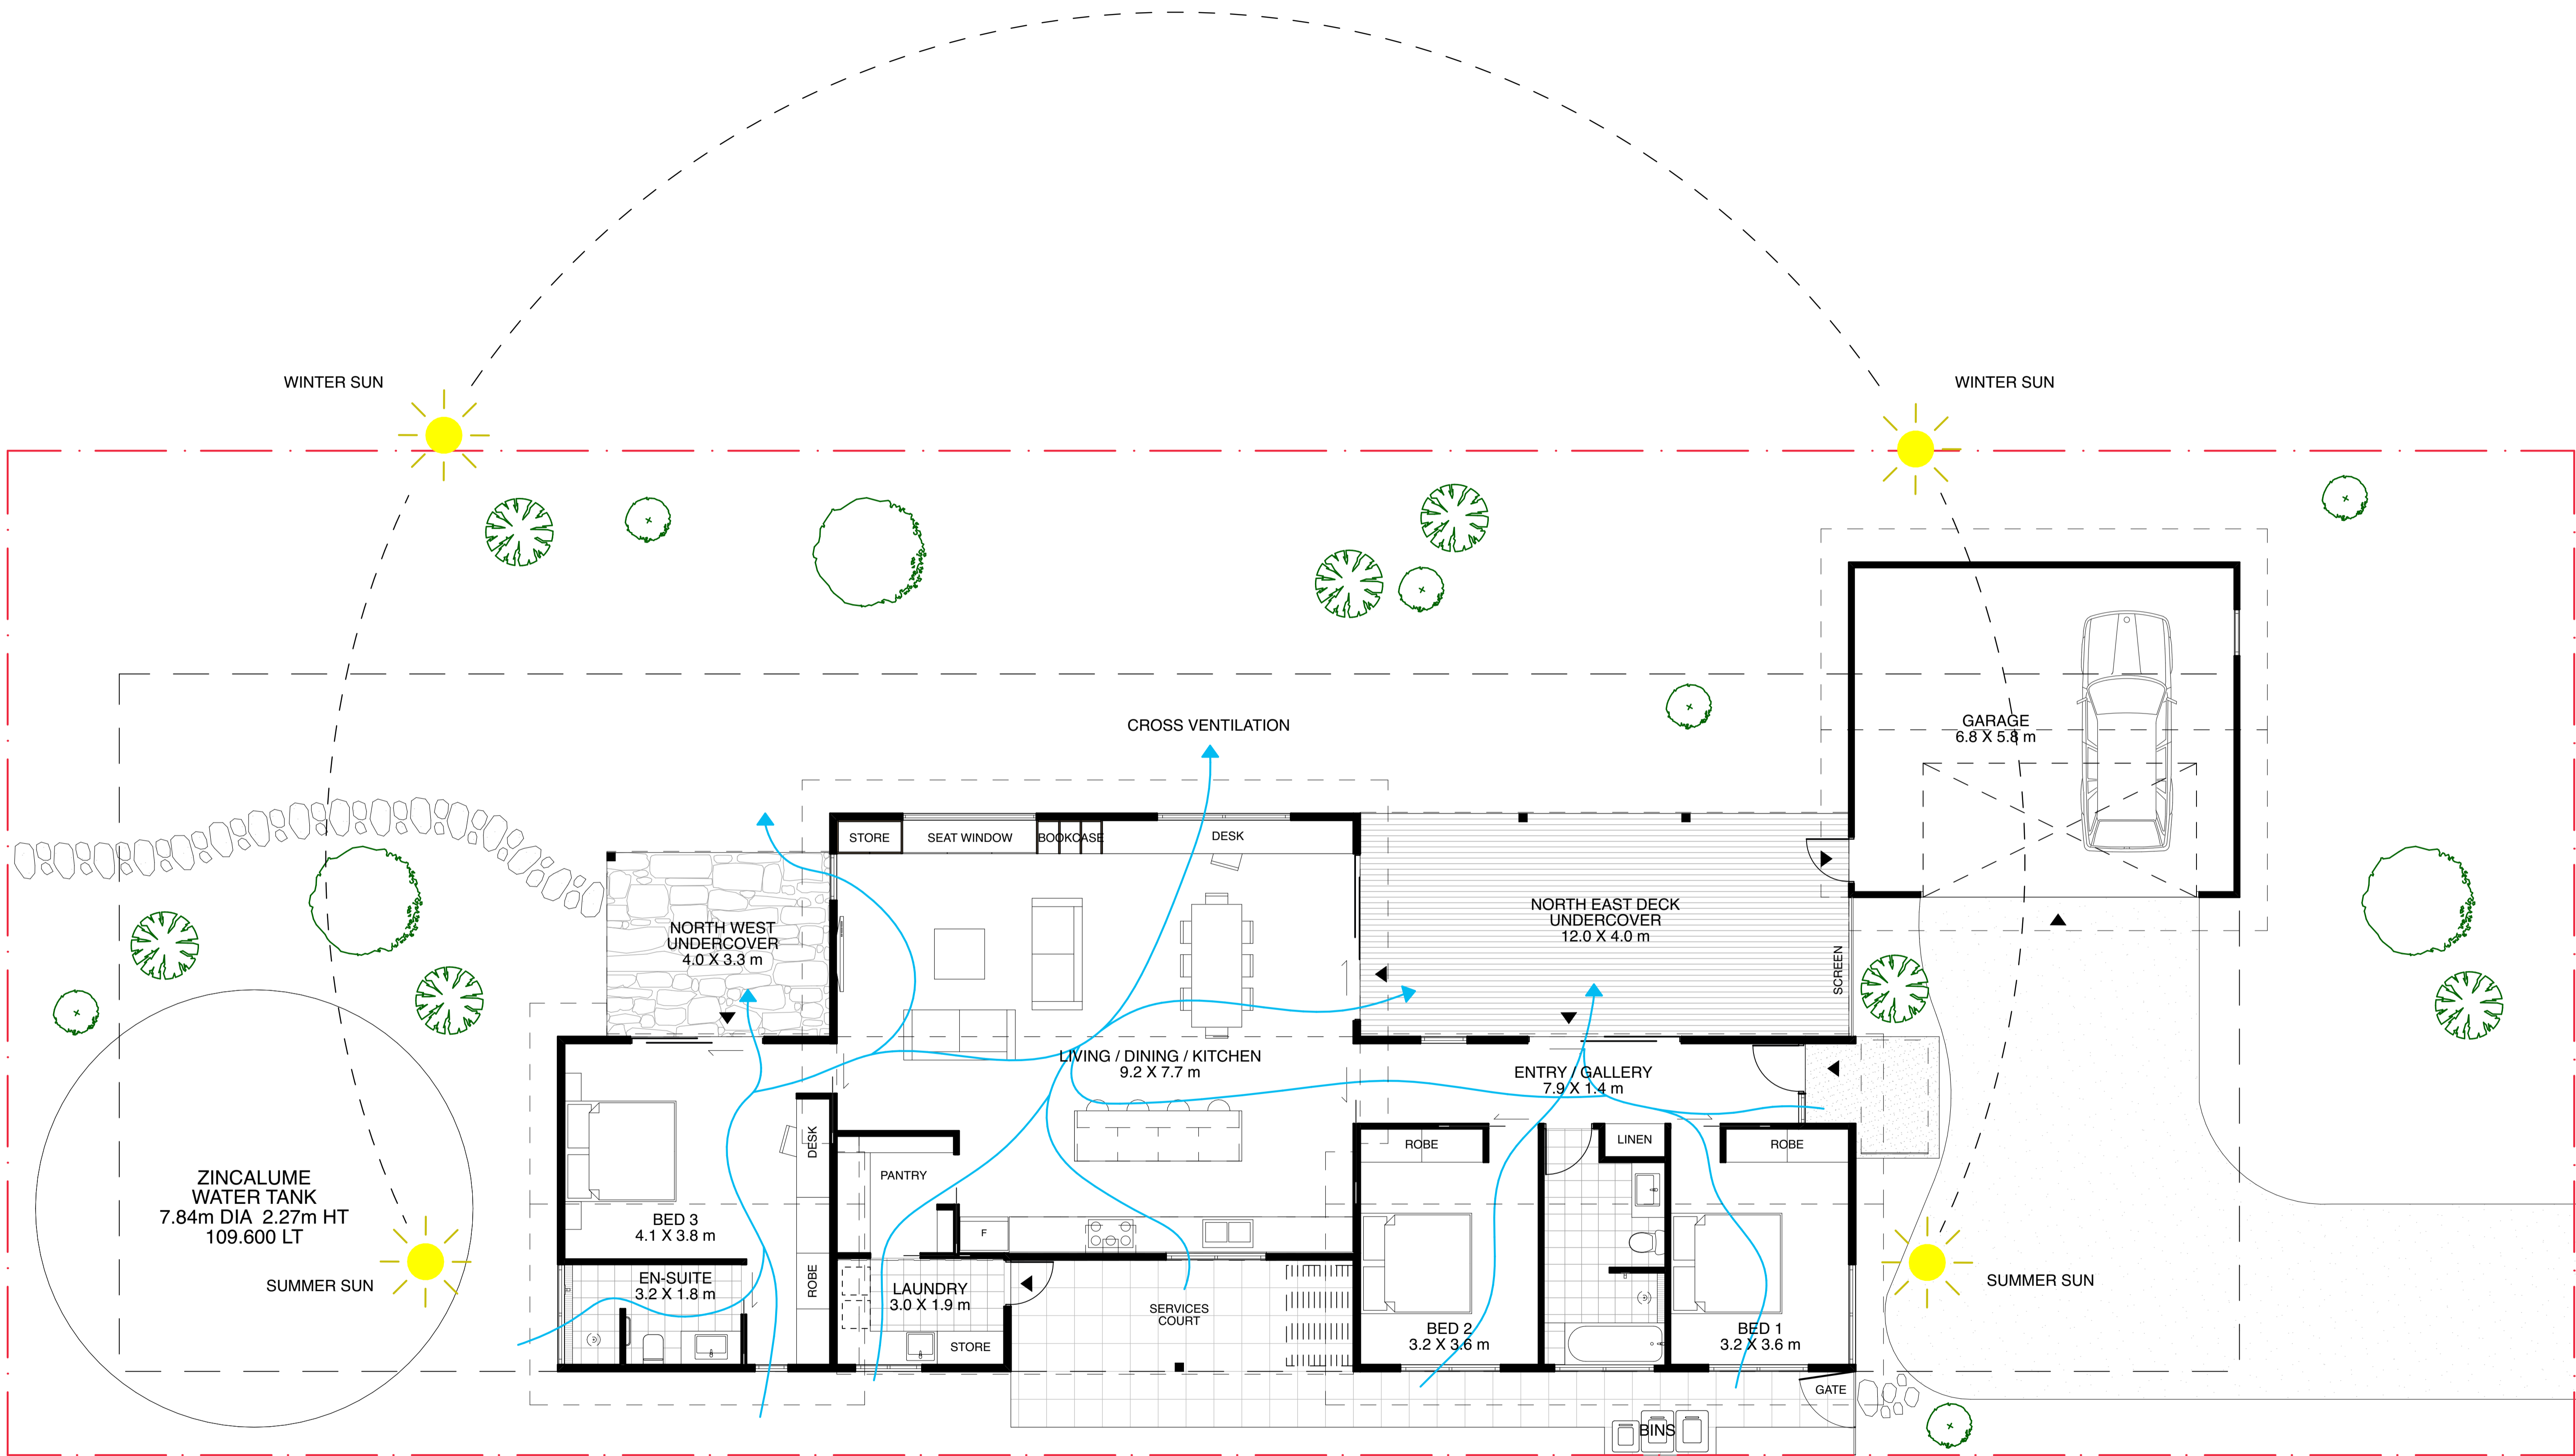 WINTER SUN
WINTER SUN
GARAGE
6.8 X 5.8 m
CROSS VENTILATION
STORE
SEAT WINDOW
BOOKCASE
DESK
NORTH WEST
UNDERCOVER
4.0 X 3.3 m
NORTH EAST DECK
UNDERCOVER
12.0 X 4.0 m
SCREEN
LIVING / DINING / KITCHEN
9.2 X 7.7 m
ENTRY / GALLERY
7.9 X 1.4 m
DESK
PANTRY
ROBE
LINEN
ROBE
ZINCALUME
WATER TANK
7.84m DIA 2.27m HT
109.600 LT
BED 3
4.1 X 3.8 m
F
SUMMER SUN
EN-SUITE
3.2 X 1.8 m
ROBE
LAUNDRY
3.0 X 1.9 m
STORE
SERVICES
COURT
BED 2
3.2 X 3.6 m
BED 1
3.2 X 3.6 m
SUMMER SUN
GATE
BINS